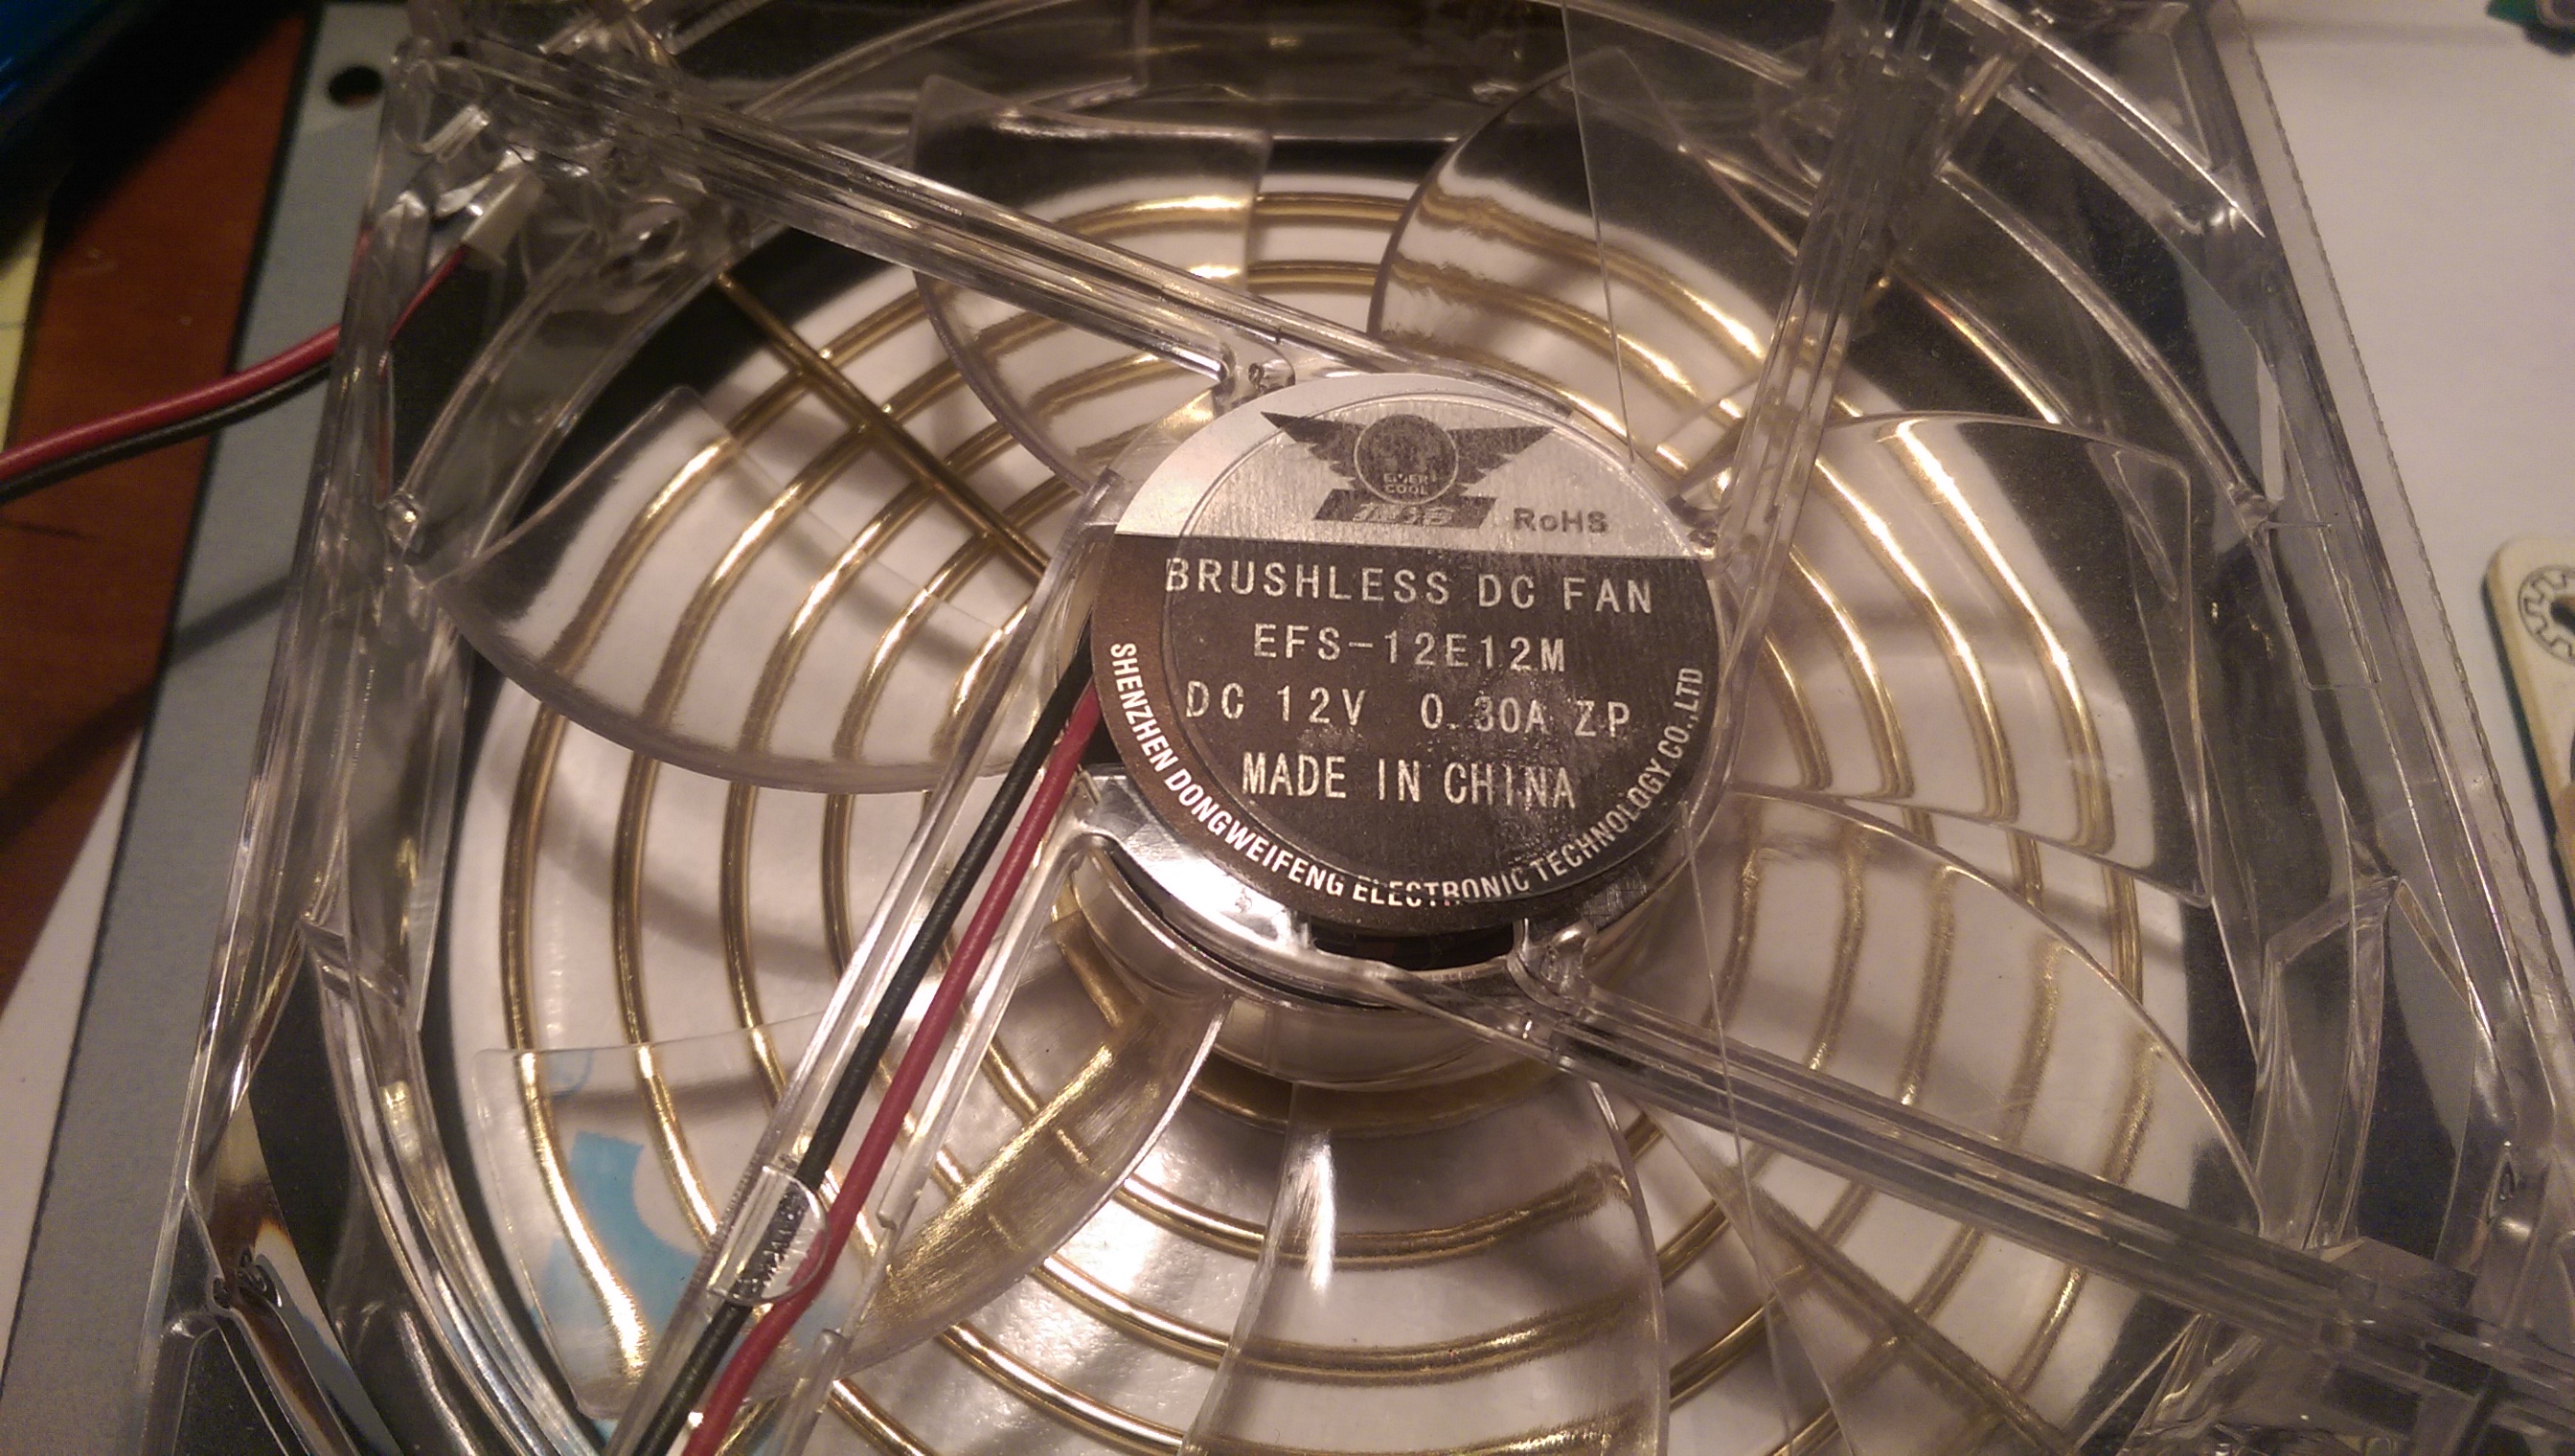 EVER
COOL
RoHS
BRUSHLESS DC FAN
EFS-12E12M
DC 12V 0.30A ZP
MADE IN CHINA
SHENZHEN DONGWEIFENG ELECTRONIC TECHNOLOGY CO.,LTD